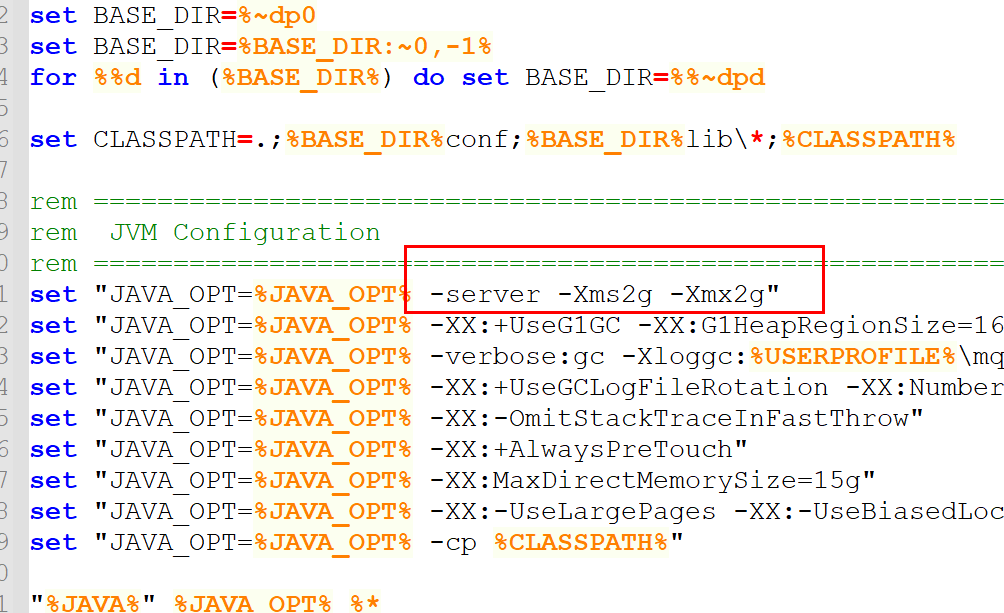 2 set BASE_DIR=%~dp0
3 set BASE_DIR=%BASE_DIR:~0,-1%
4 for %%d in (%BASE_DIR%) do set BASE_DIR=%%~dpd
5
6 set CLASSPATH=.;%BASE_DIR%conf;%BASE_DIR%lib\*;%CLASSPATH%
7
8 rem =========================================================
9 rem  JVM Configuration
0 rem =========================================================
1 set "JAVA_OPT=%JAVA_OPT% -server -Xms2g -Xmx2g"
2 set "JAVA_OPT=%JAVA_OPT% -XX:+UseG1GC -XX:G1HeapRegionSize=16
3 set "JAVA_OPT=%JAVA_OPT% -verbose:gc -Xloggc:%USERPROFILE%\mq
4 set "JAVA_OPT=%JAVA_OPT% -XX:+UseGCLogFileRotation -XX:Number
5 set "JAVA_OPT=%JAVA_OPT% -XX:-OmitStackTraceInFastThrow"
6 set "JAVA_OPT=%JAVA_OPT% -XX:+AlwaysPreTouch"
7 set "JAVA_OPT=%JAVA_OPT% -XX:MaxDirectMemorySize=15g"
8 set "JAVA_OPT=%JAVA_OPT% -XX:-UseLargePages -XX:-UseBiasedLoc
9 set "JAVA_OPT=%JAVA_OPT% -cp %CLASSPATH%"
0
1 "%JAVA%" %JAVA_OPT% %*